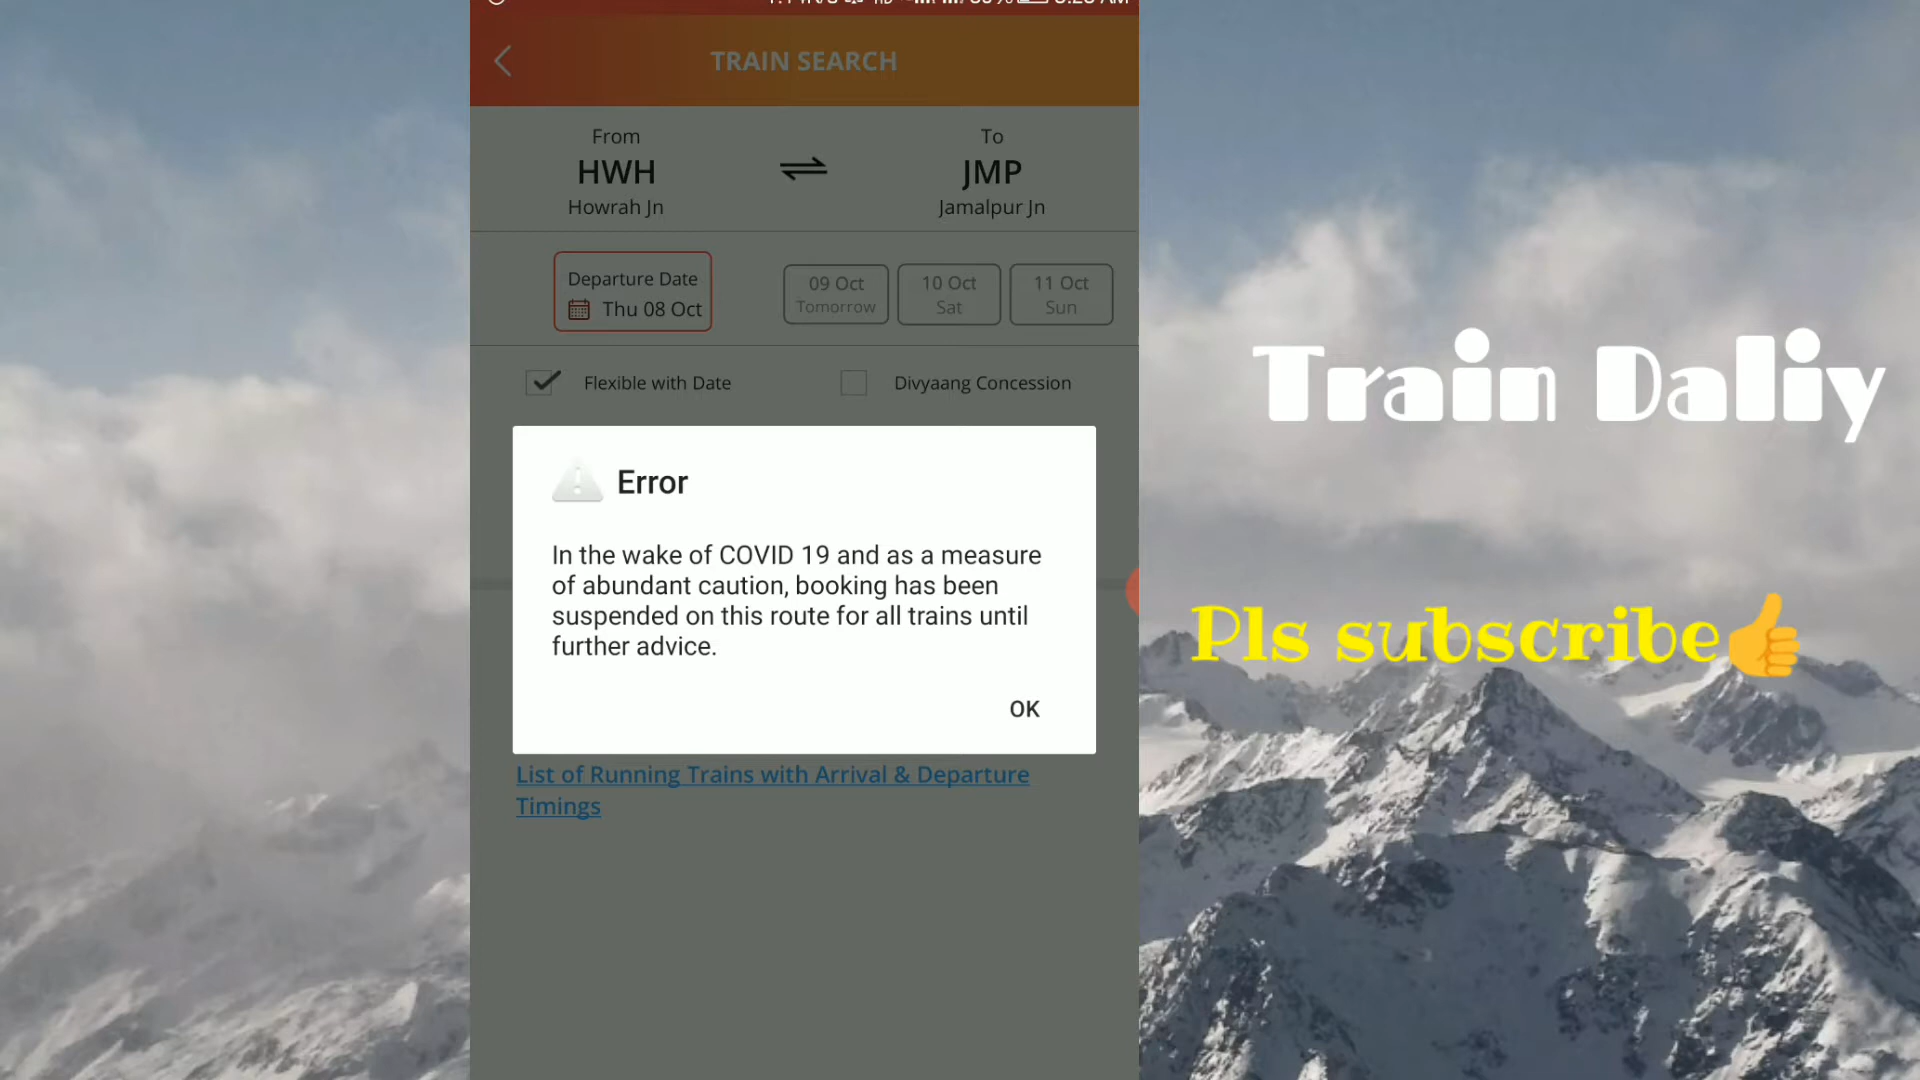 TRAIN SEARCH
From
HWH
Howrah Jn
To
JMP
Jamalpur Jn
Departure Date
Thu 08 Oct
09 Oct
Tomorrow
10 Oct
Sat
11 Oct
Sun
Flexible with Date
Divyaang Concession
Error
In the wake of COVID 19 and as a measure
of abundant caution, booking has been
suspended on this route for all trains until
further advice.
OK
List of Running Trains with Arrival & Departure
Timings
Train Daliy
Pls subscribe👍